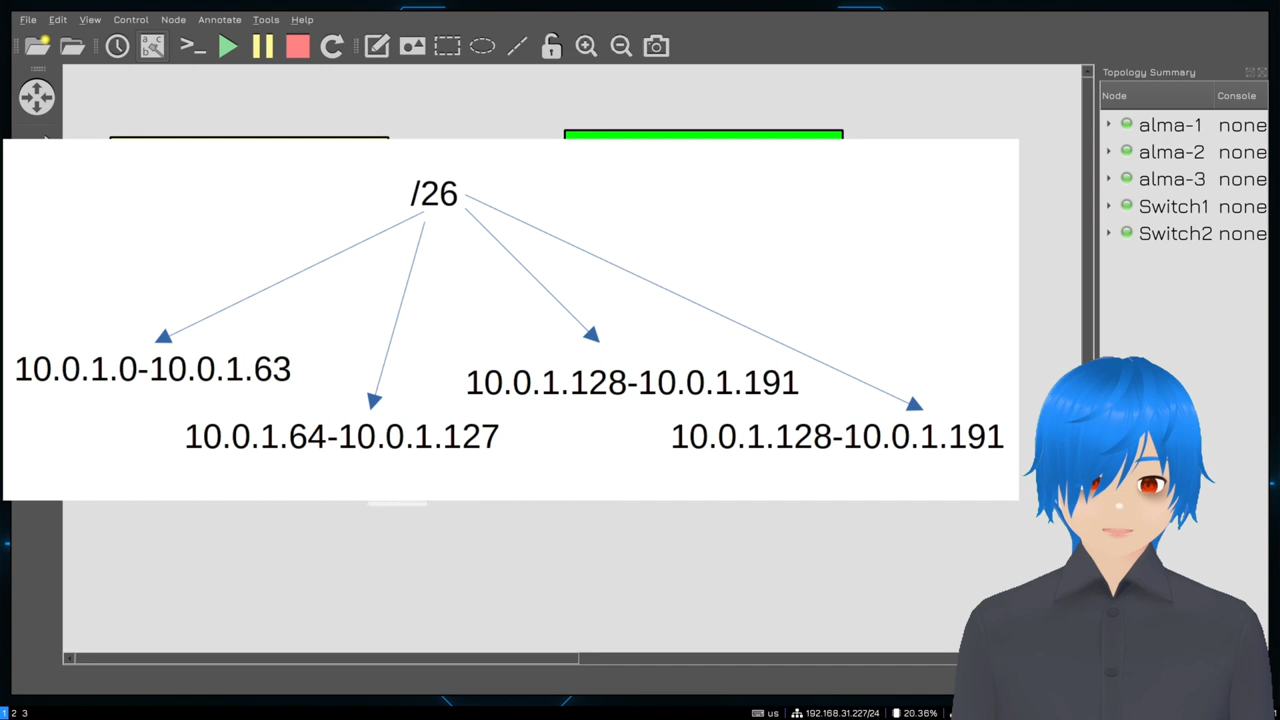 File Edit View Control Node Annotate Tools Help
Topology Summary
Node Console
alma-1 none
alma-2 none
alma-3 none
Switch1 none
Switch2 none
/26
10.0.1.0-10.0.1.63
10.0.1.128-10.0.1.191
10.0.1.64-10.0.1.127
10.0.1.128-10.0.1.191
1 2 3
us 192.168.31.227/24 20.36%